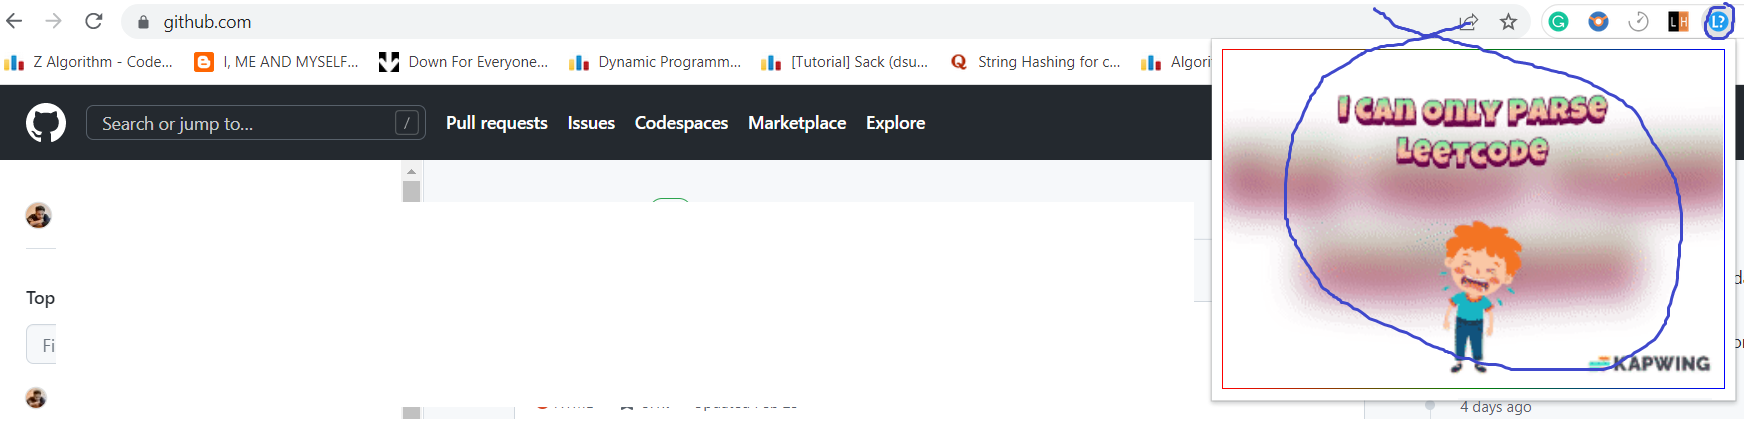 github.com
L H
L?
Z Algorithm - Code...
I, ME AND MYSELF...
Down For Everyone...
Dynamic Programm...
[Tutorial] Sack (dsu...
String Hashing for c...
Search or jump to...
/
Pull requests
Issues
Codespaces
Marketplace
Explore
I CAN ONLY PARSE
LEETCODE
Top
Fi
KAPWING
4 days ago